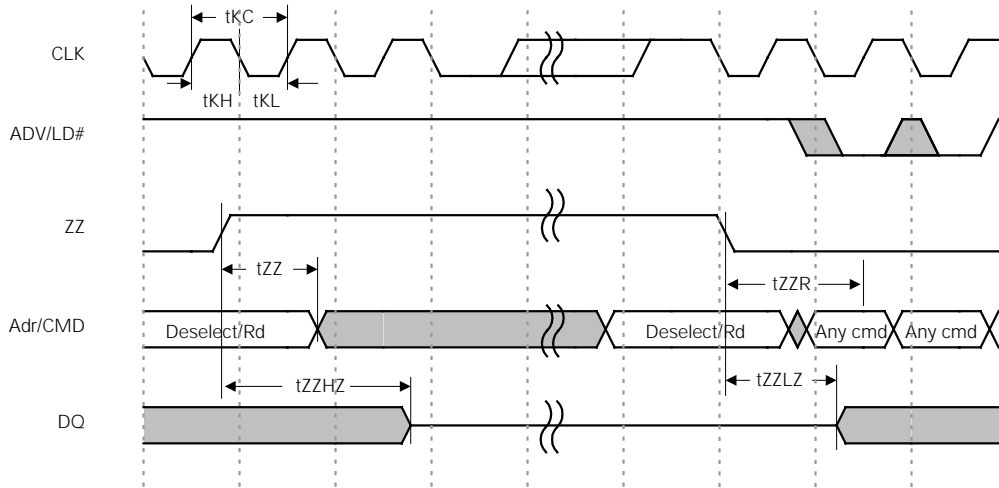 tKC
CLK
tKH tKL
ADV/LD#
ZZ
tZZ
tZZR
Adr/CMD
Deselect/Rd Deselect/Rd Any cmd Any cmd
tZZHZ
tZZLZ
DQ